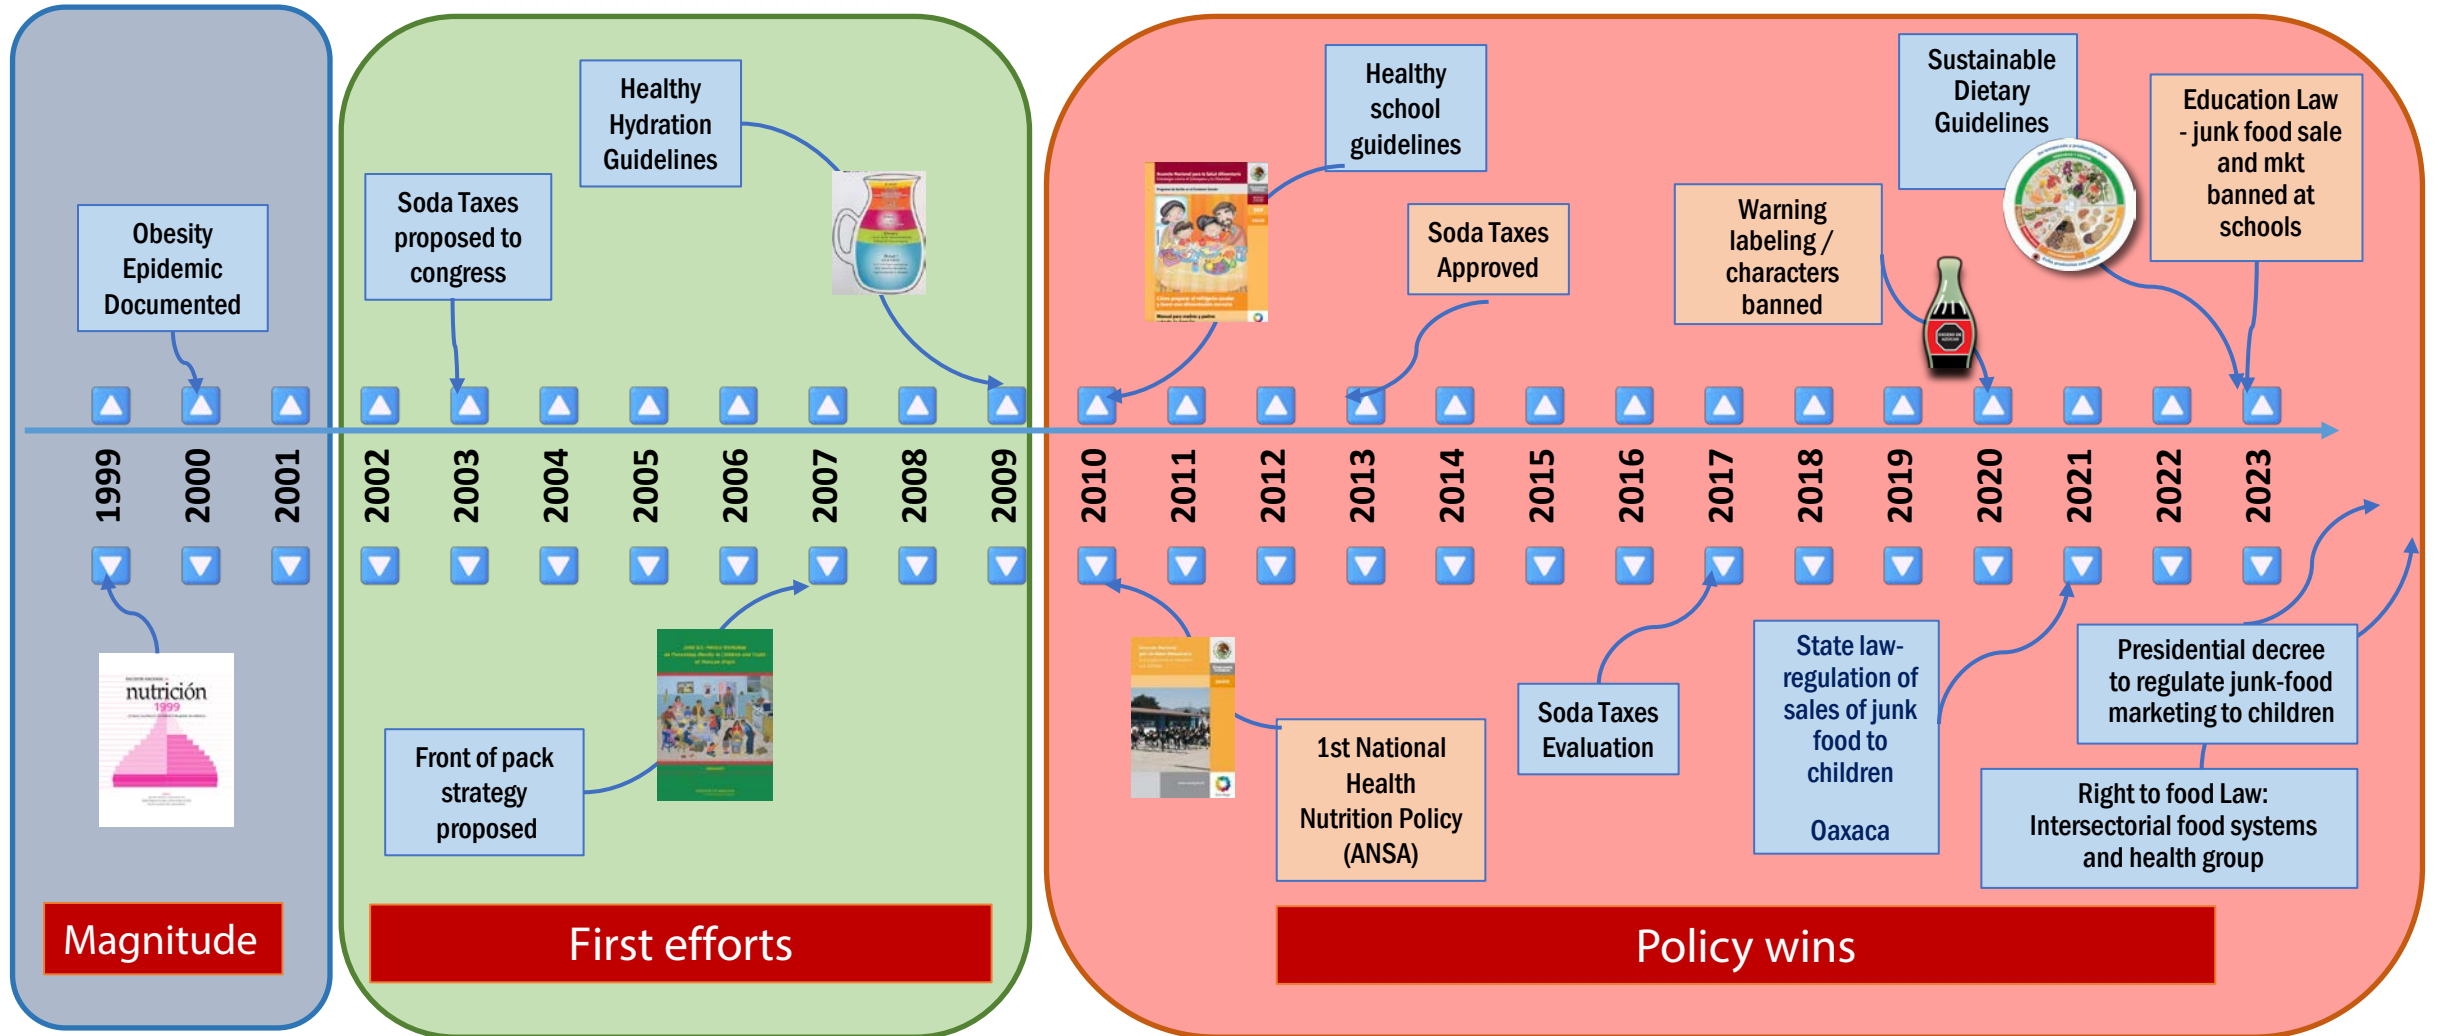 Obesity
Epidemic
Documented
Soda Taxes
proposed to
congress
Healthy
Hydration
Guidelines
Healthy
school
guidelines
Soda Taxes
Approved
Warning
labeling /
characters
banned
Sustainable
Dietary
Guidelines
Education Law
- junk food sale
and mkt
banned at
schools
EXCESO DE
AZÚCAR
1999
2000
2001
2002
2003
2004
2005
2006
2007
2008
2009
2010
2011
2012
2013
2014
2015
2016
2017
2018
2019
2020
2021
2022
2023
nutrición
1999
Front of pack
strategy
proposed
1st National
Health
Nutrition Policy
(ANSA)
Soda Taxes
Evaluation
State law-
regulation of
sales of junk
food to
children
Oaxaca
Presidential decree
to regulate junk-food
marketing to children
Right to food Law:
Intersectorial food systems
and health group
Magnitude
First efforts
Policy wins